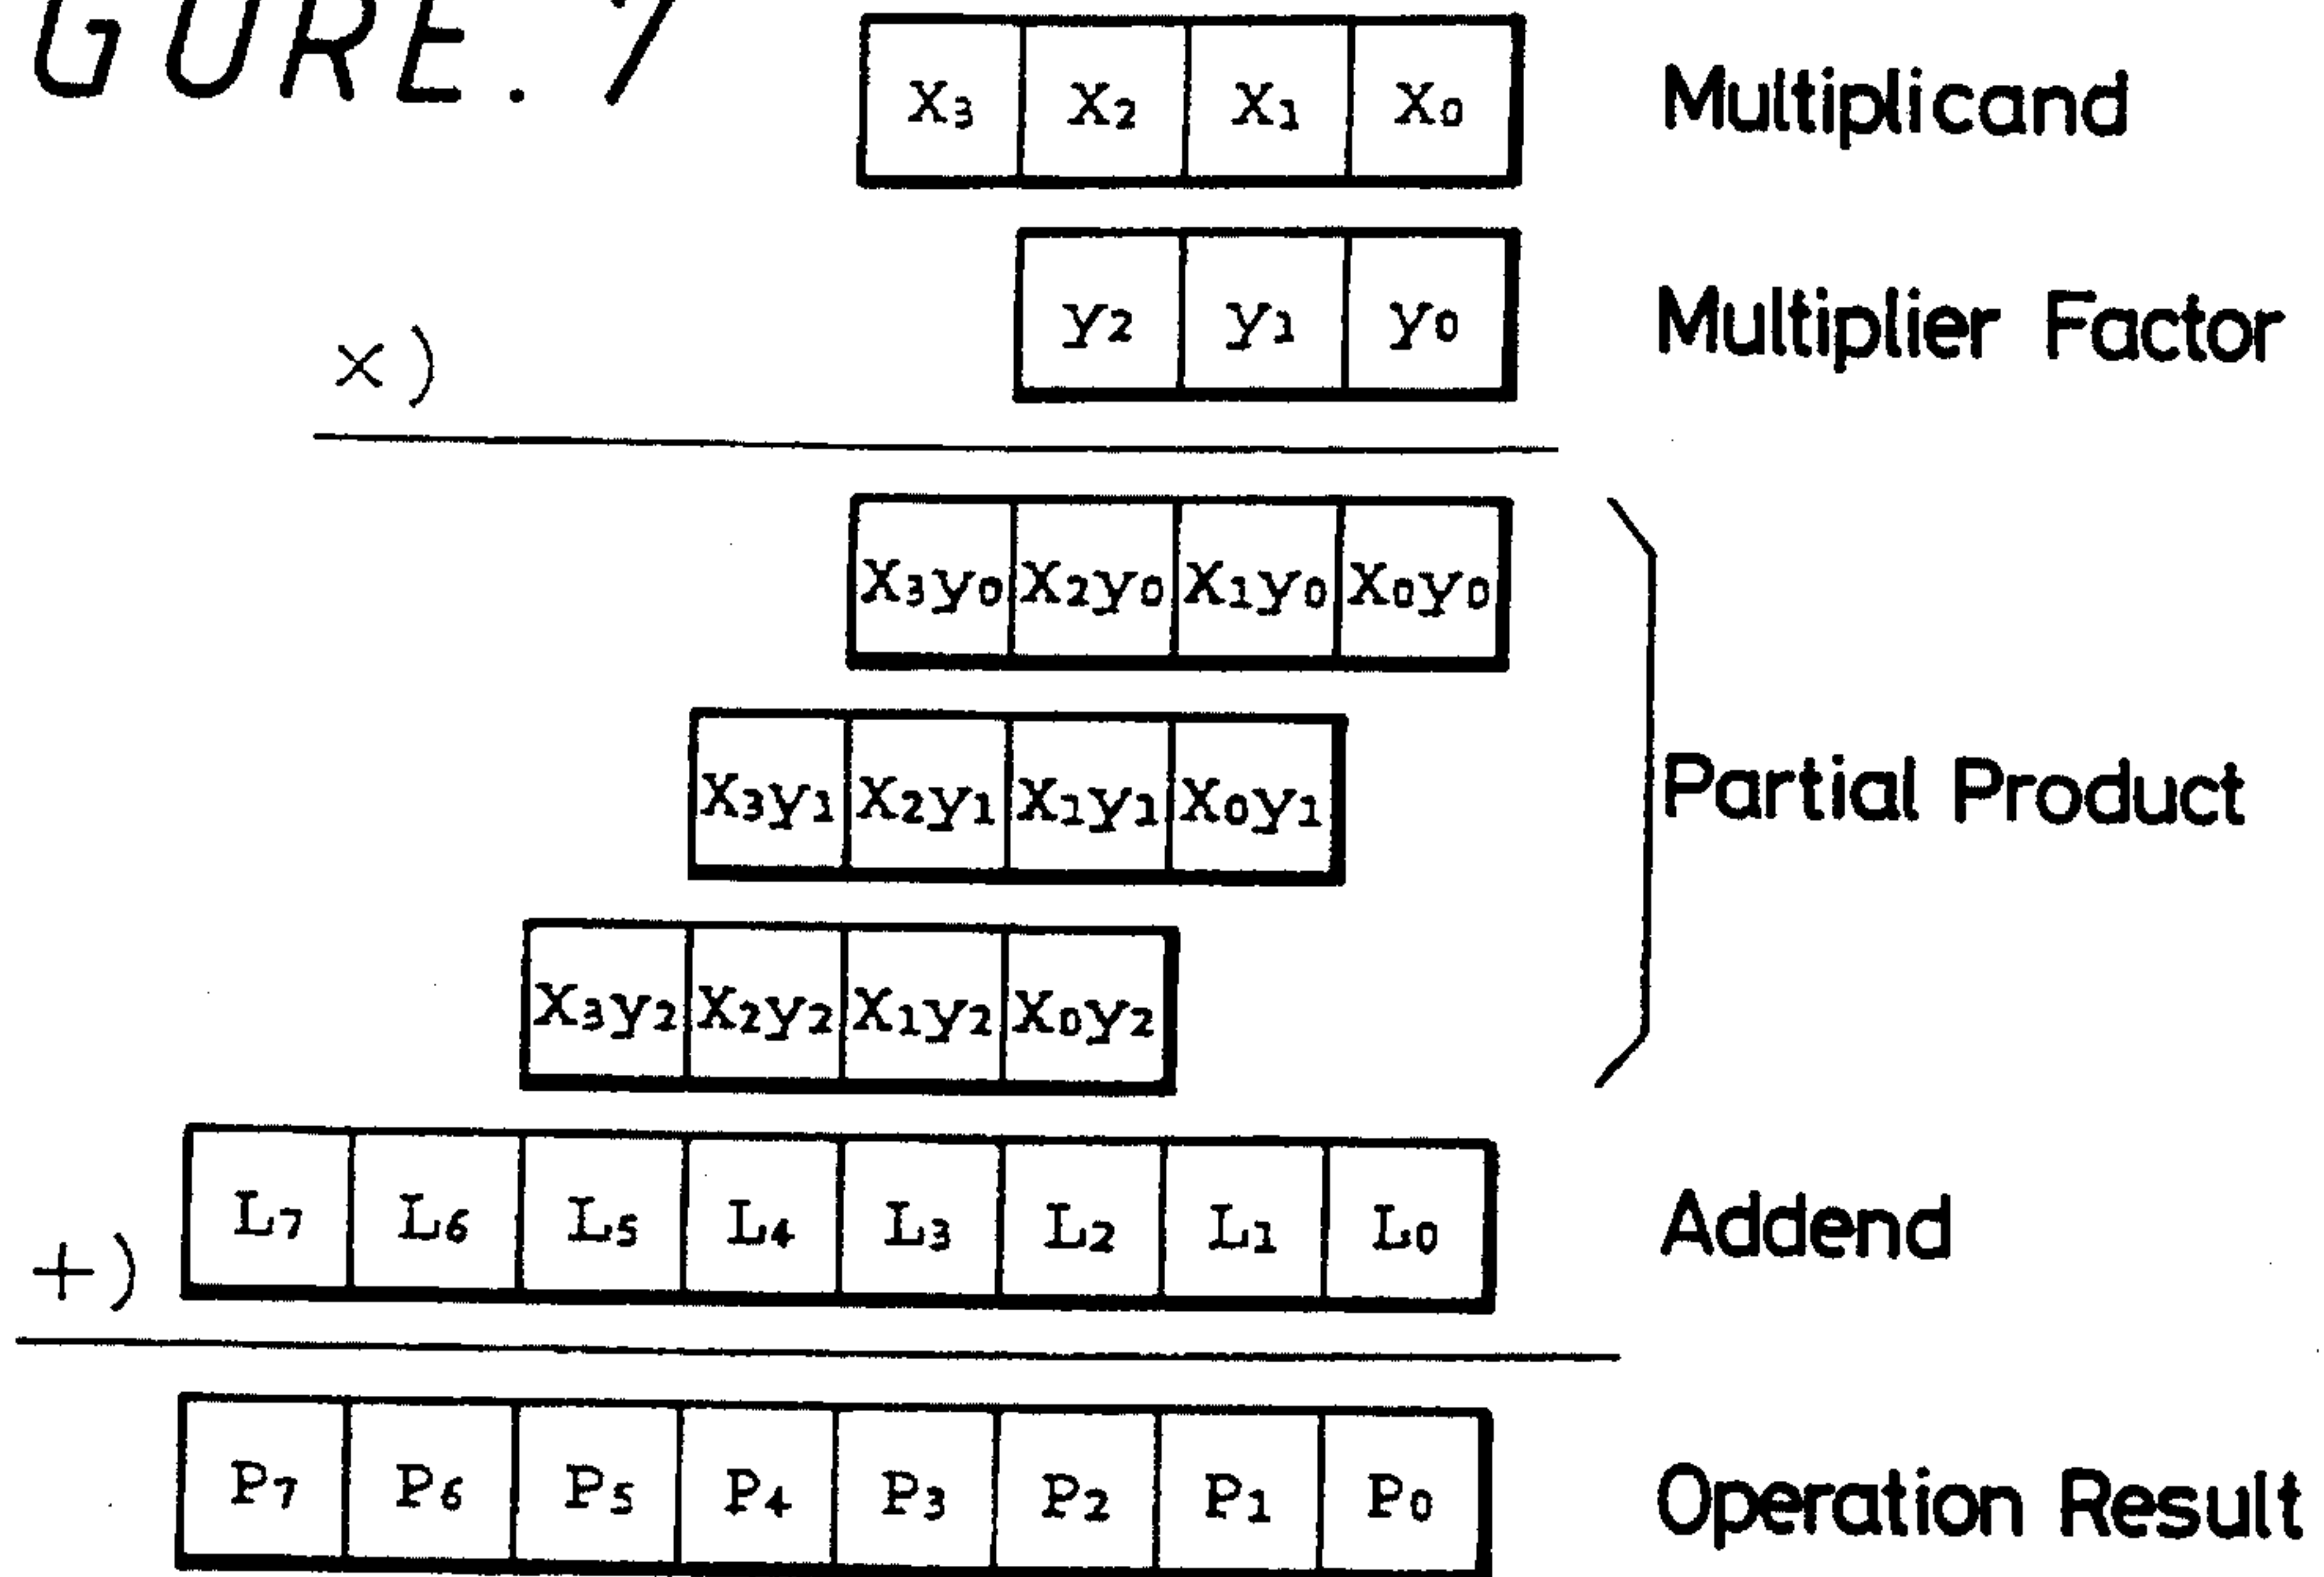 GURE. 7
X3 X2 X1 X0 Multiplicand
y2 y1 y0 Multiplier Factor
×)
X3y0 X2y0 X1y0 X0y0
X3y1 X2y1 X1y1 X0y1 Partial Product
X3y2 X2y2 X1y2 X0y2
L7 L6 L5 L4 L3 L2 L1 L0 Addend
+)
P7 P6 P5 P4 P3 P2 P1 P0 Operation Result